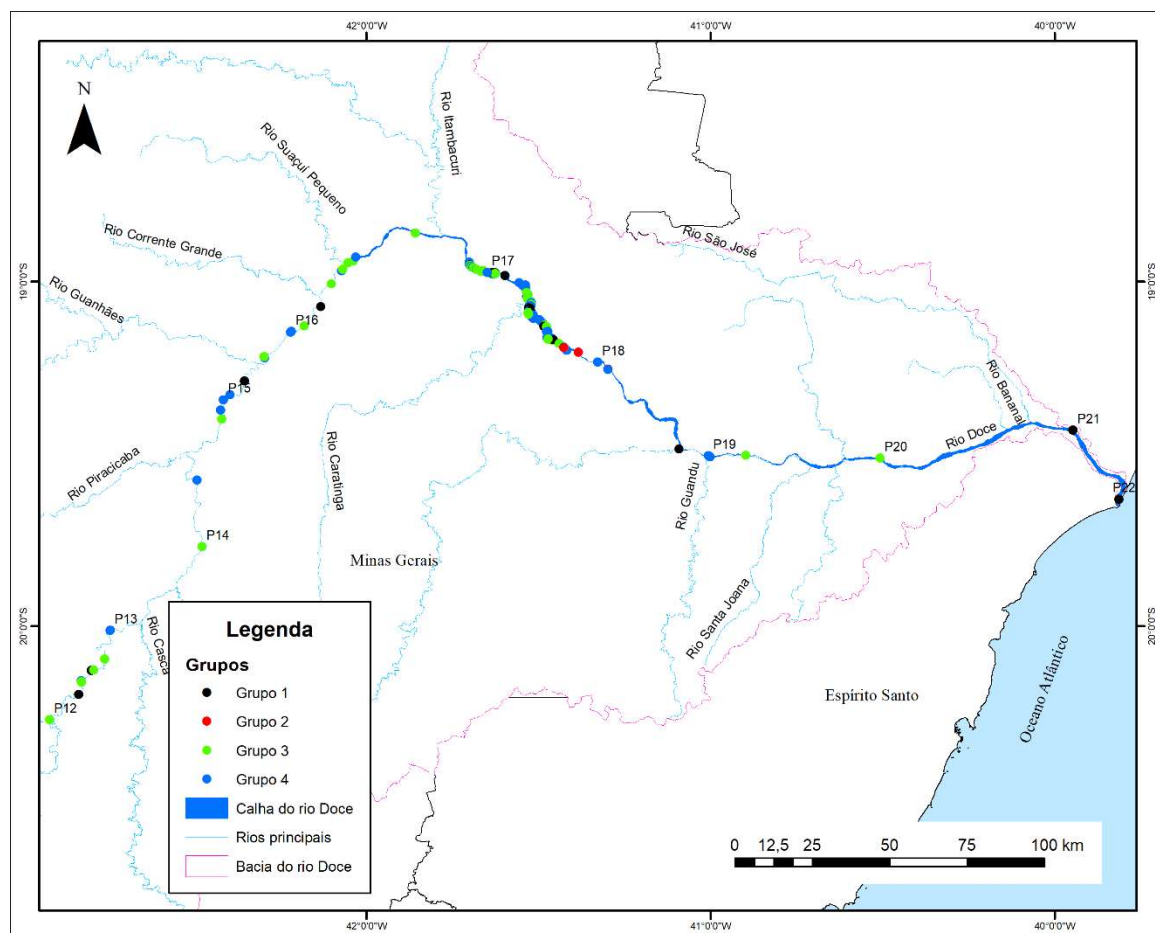 42°0'0"W
41°0'0"W
40°0'0"W
N
Rio Itambacuri
Rio Suaçuí Pequeno
Rio Corrente Grande
Rio São José
19°0'0"S
P17
19°0'0"S
Rio Guanhães
P16
P18
P15
Rio Bananal
P21
Rio Doce
P19
P20
Rio Piracicaba
Rio Caratinga
Rio Guandu
P22
P14
Minas Gerais
Rio Santa Joana
20°0'0"S
P13
20°0'0"S
Rio Casca
Legenda
Espírito Santo
Oceano Atlântico
Grupos
P12
Grupo 1
Grupo 2
Grupo 3
Grupo 4
Calha do rio Doce
Rios principais
Bacia do rio Doce
0 12,5 25 50 75 100 km
42°0'0"W
41°0'0"W
40°0'0"W